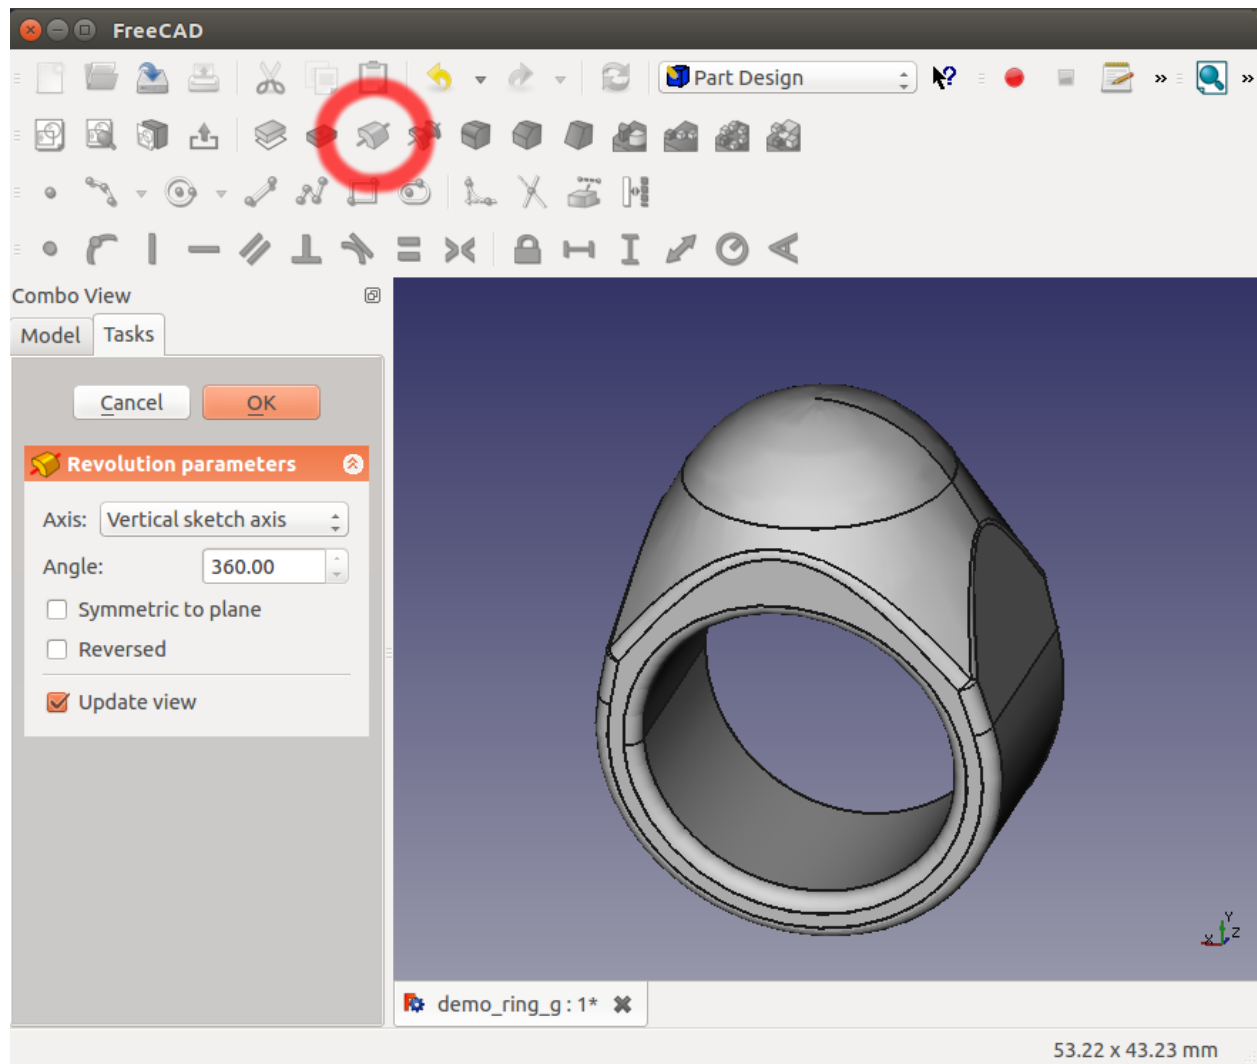 FreeCAD
Part Design
»
»
Combo View
Model Tasks
Cancel OK
Revolution parameters
Axis: Vertical sketch axis
Angle: 360.00
Symmetric to plane
Reversed
Update view
Y
X Z
demo_ring_g : 1*
53.22 x 43.23 mm